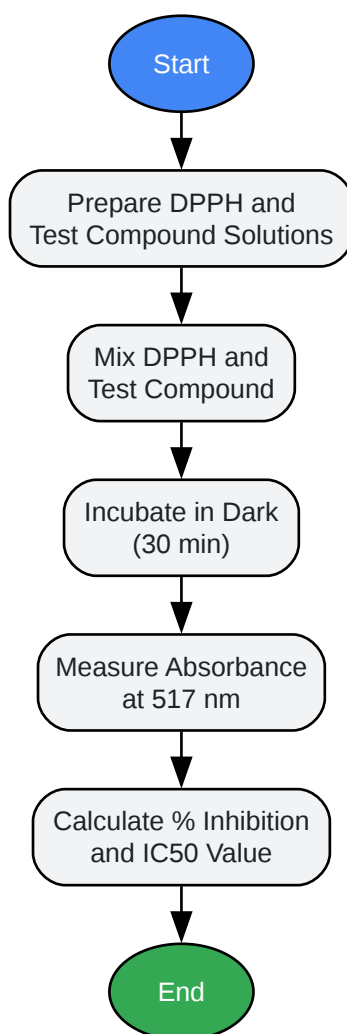 Start
Prepare DPPH and
Test Compound Solutions
Mix DPPH and
Test Compound
Incubate in Dark
(30 min)
Measure Absorbance
at 517 nm
Calculate % Inhibition
and IC50 Value
End